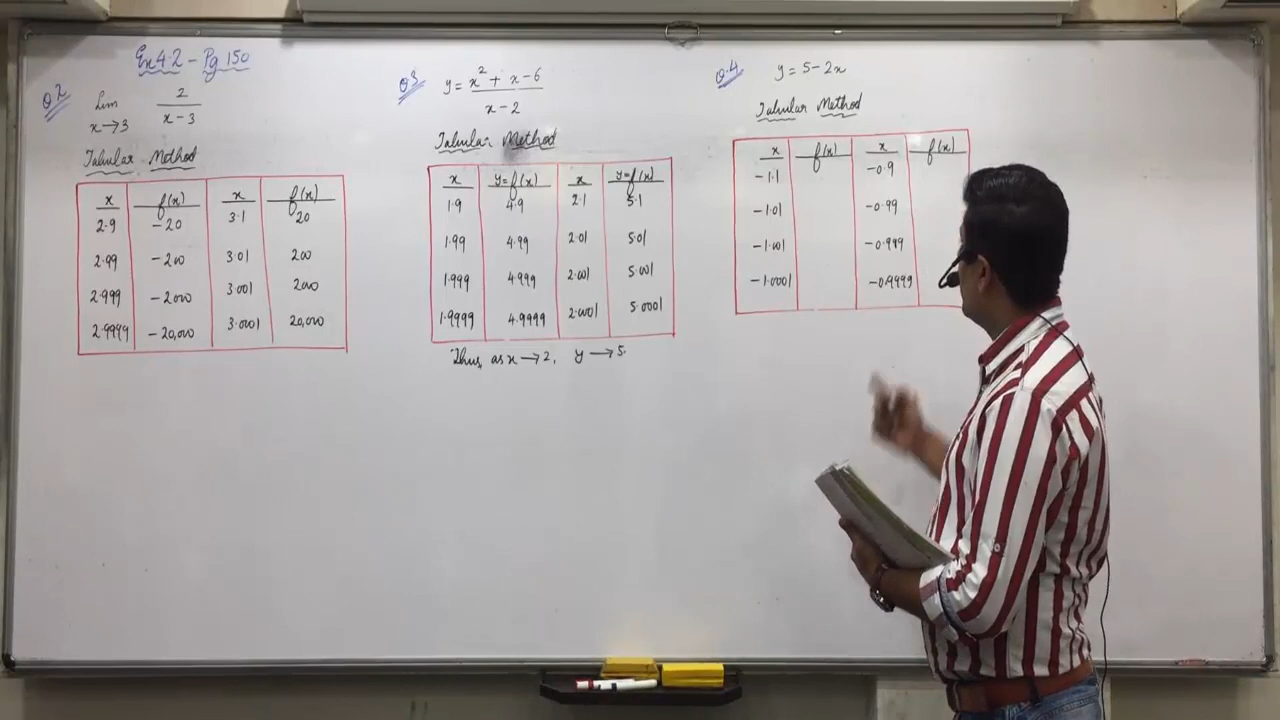 Ex 4.2 - Pg 150
Q2
Lim x→3 2/(x-3)
Tabular Method
x f(x) x f(x)
2.9 -20 3.1 20
2.99 -200 3.01 200
2.999 -2000 3.001 2000
2.9999 -20,000 3.0001 20,000
Q3
y = (x² + x - 6)/(x - 2)
Tabular Method
x y=f(x) x y=f(x)
1.9 4.9 2.1 5.1
1.99 4.99 2.01 5.01
1.999 4.999 2.001 5.001
1.9999 4.9999 2.0001 5.0001
Thus, as x→2, y→5.
Q.4
y = 5-2x
Tabular Method
x f(x) x f(x)
-1.1 -0.9
-1.01 -0.99
-1.001 -0.999
-1.0001 -0.9999